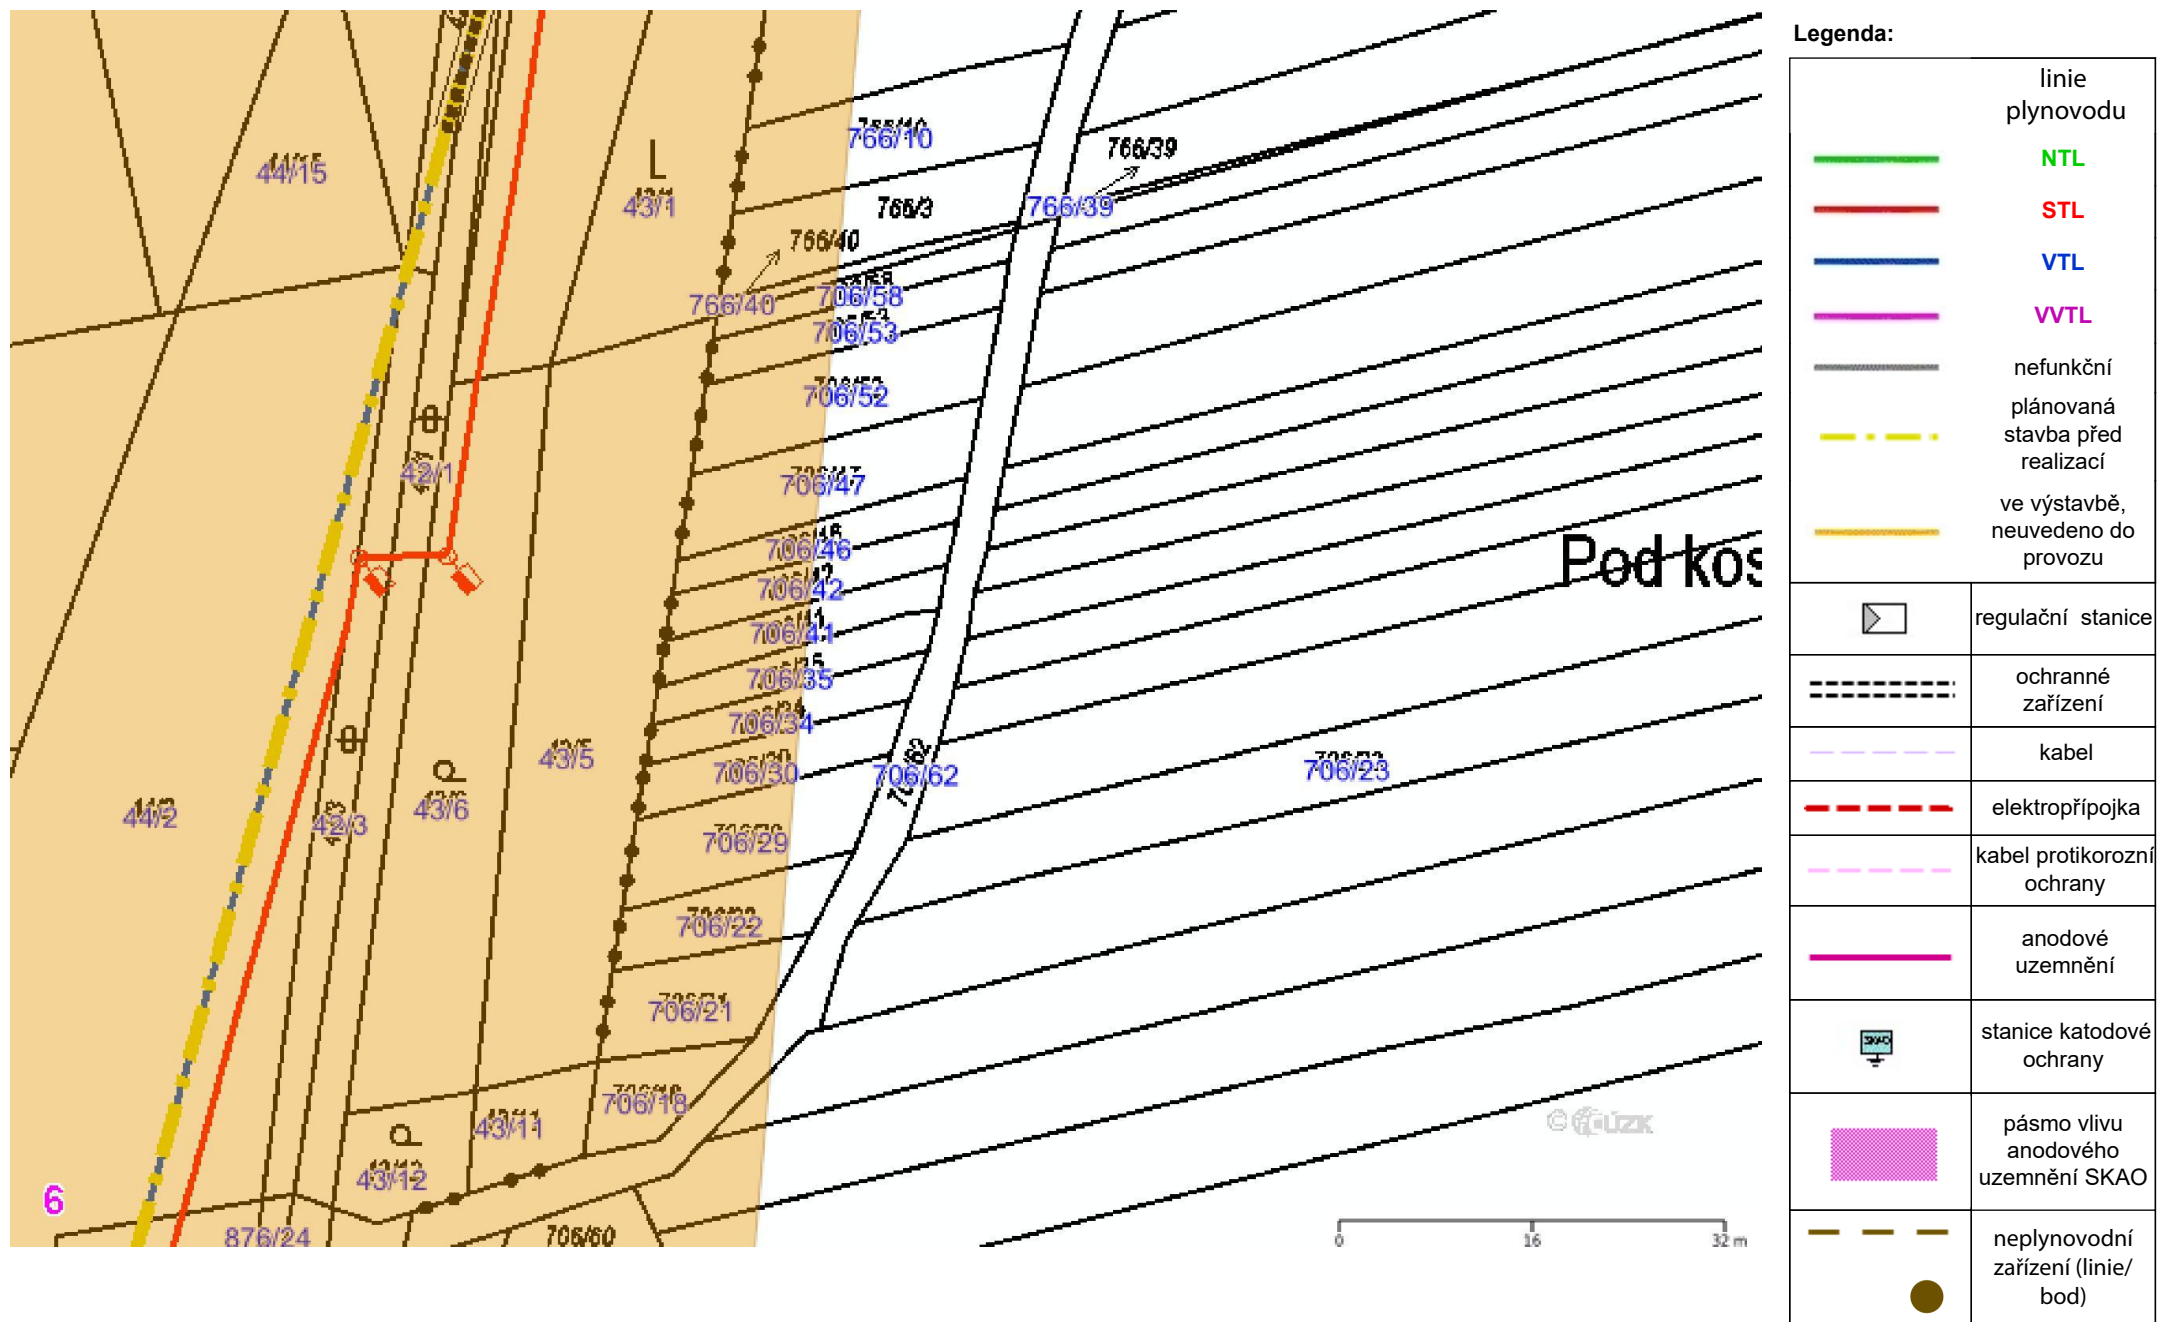 44/15
L
43/1
766/10
766/39
766/39
766/3
766/40
766/40
706/58
706/53
706/52
42/1
706/47
706/46
Pod kos
706/42
706/41
706/35
706/34
706/30
706/62
706/62
706/23
43/5
44/2
42/3
43/6
706/29
706/22
706/21
706/18
43/11
43/12
6
876/24
706/60
0 16 32 m
Legenda:
linie
plynovodu
NTL
STL
VTL
VVTL
nefunkční
plánovaná
stavba před
realizací
ve výstavbě,
neuvedeno do
provozu
regulační stanice
ochranné
zařízení
kabel
elektropřípojka
kabel protikorozní
ochrany
anodové
uzemnění
SKAO
stanice katodové
ochrany
pásmo vlivu
anodového
uzemnění SKAO
neplynovodní
zařízení (linie/
bod)